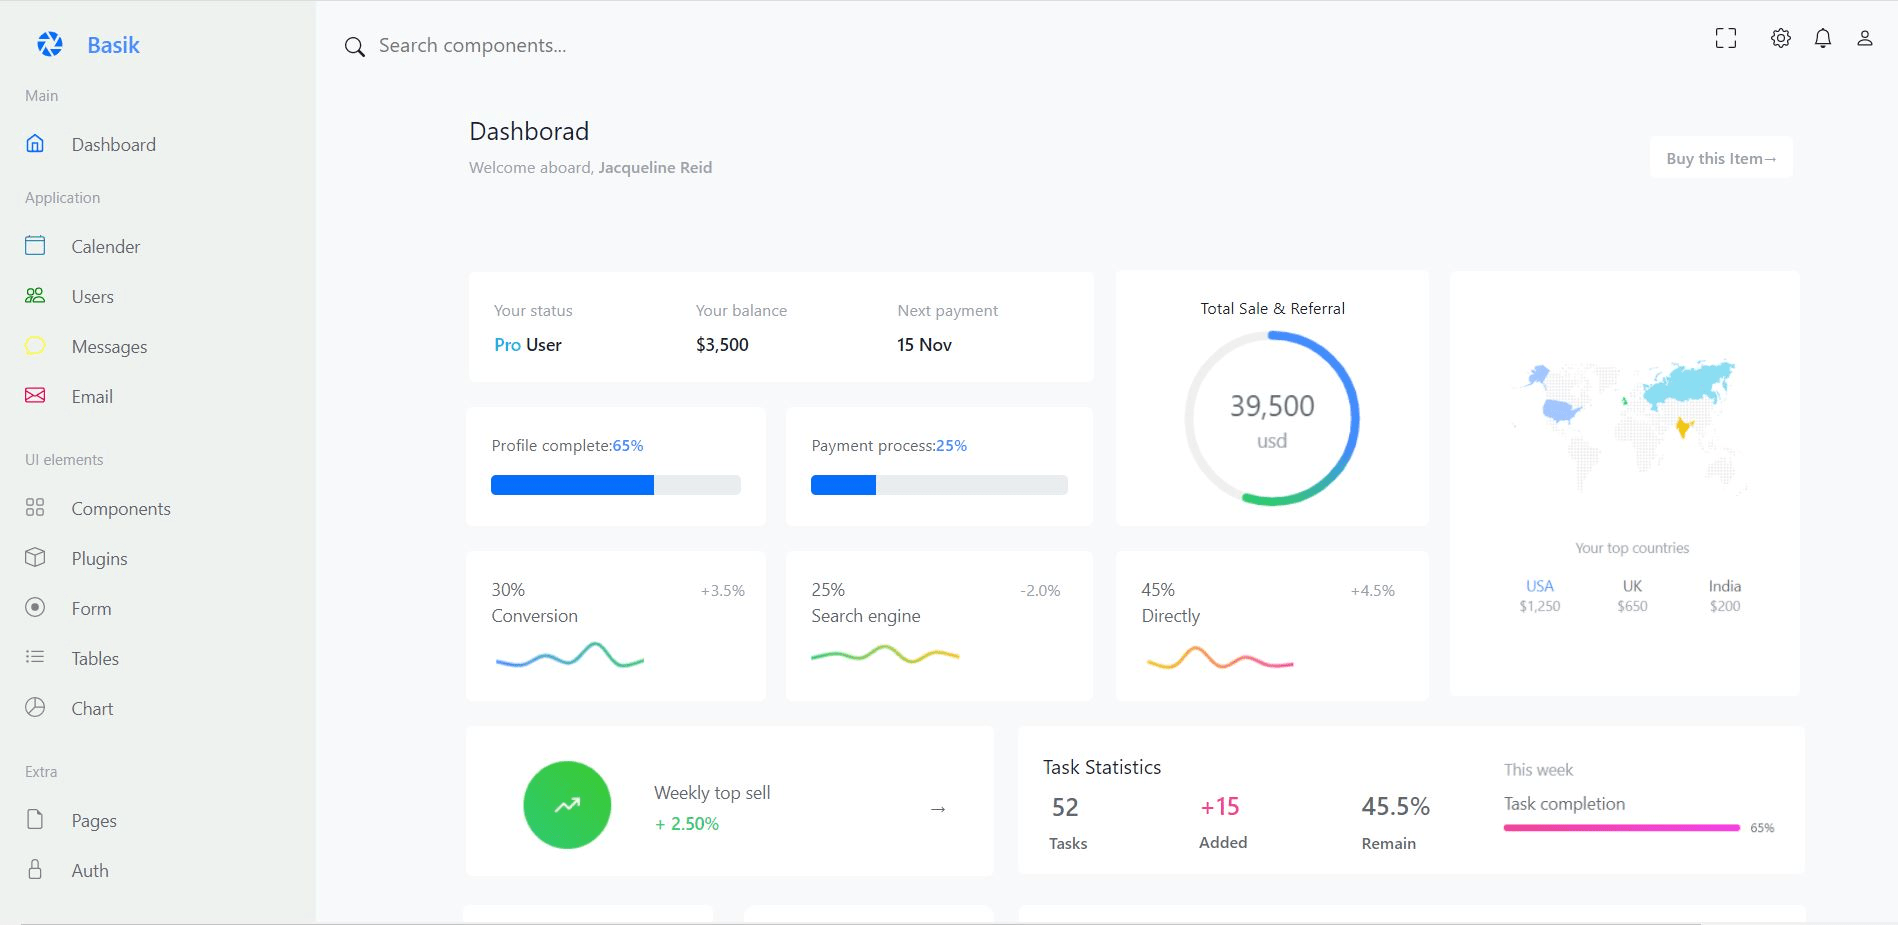 Basik
Main
Dashboard
Application
Calender
Users
Messages
Email
UI elements
Components
Plugins
Form
Tables
Chart
Extra
Pages
Auth
Search components...
Dashborad
Welcome aboard, Jacqueline Reid
Buy this Item→
Your status
Pro User
Your balance
$3,500
Next payment
15 Nov
Profile complete:65%
Payment process:25%
Total Sale & Referral
39,500
usd
Your top countries
USA
$1,250
UK
$650
India
$200
30%
+3.5%
Conversion
25%
-2.0%
Search engine
45%
+4.5%
Directly
Weekly top sell
+ 2.50%
→
Task Statistics
52
Tasks
+15
Added
45.5%
Remain
This week
Task completion
65%